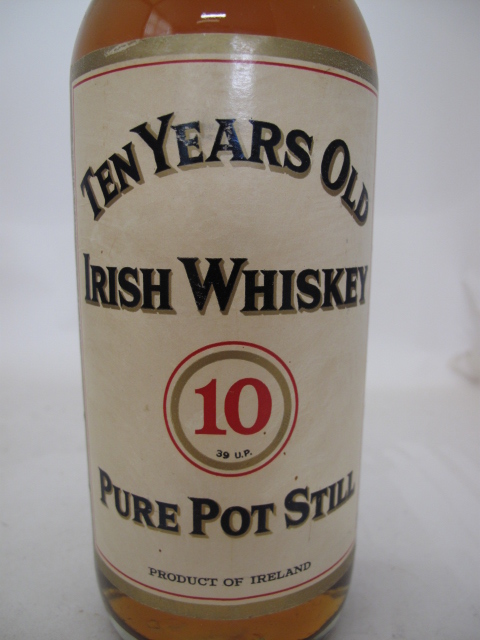 TEN YEARS OLD
IRISH WHISKEY
10
39 U.P.
PURE POT STILL
PRODUCT OF IRELAND